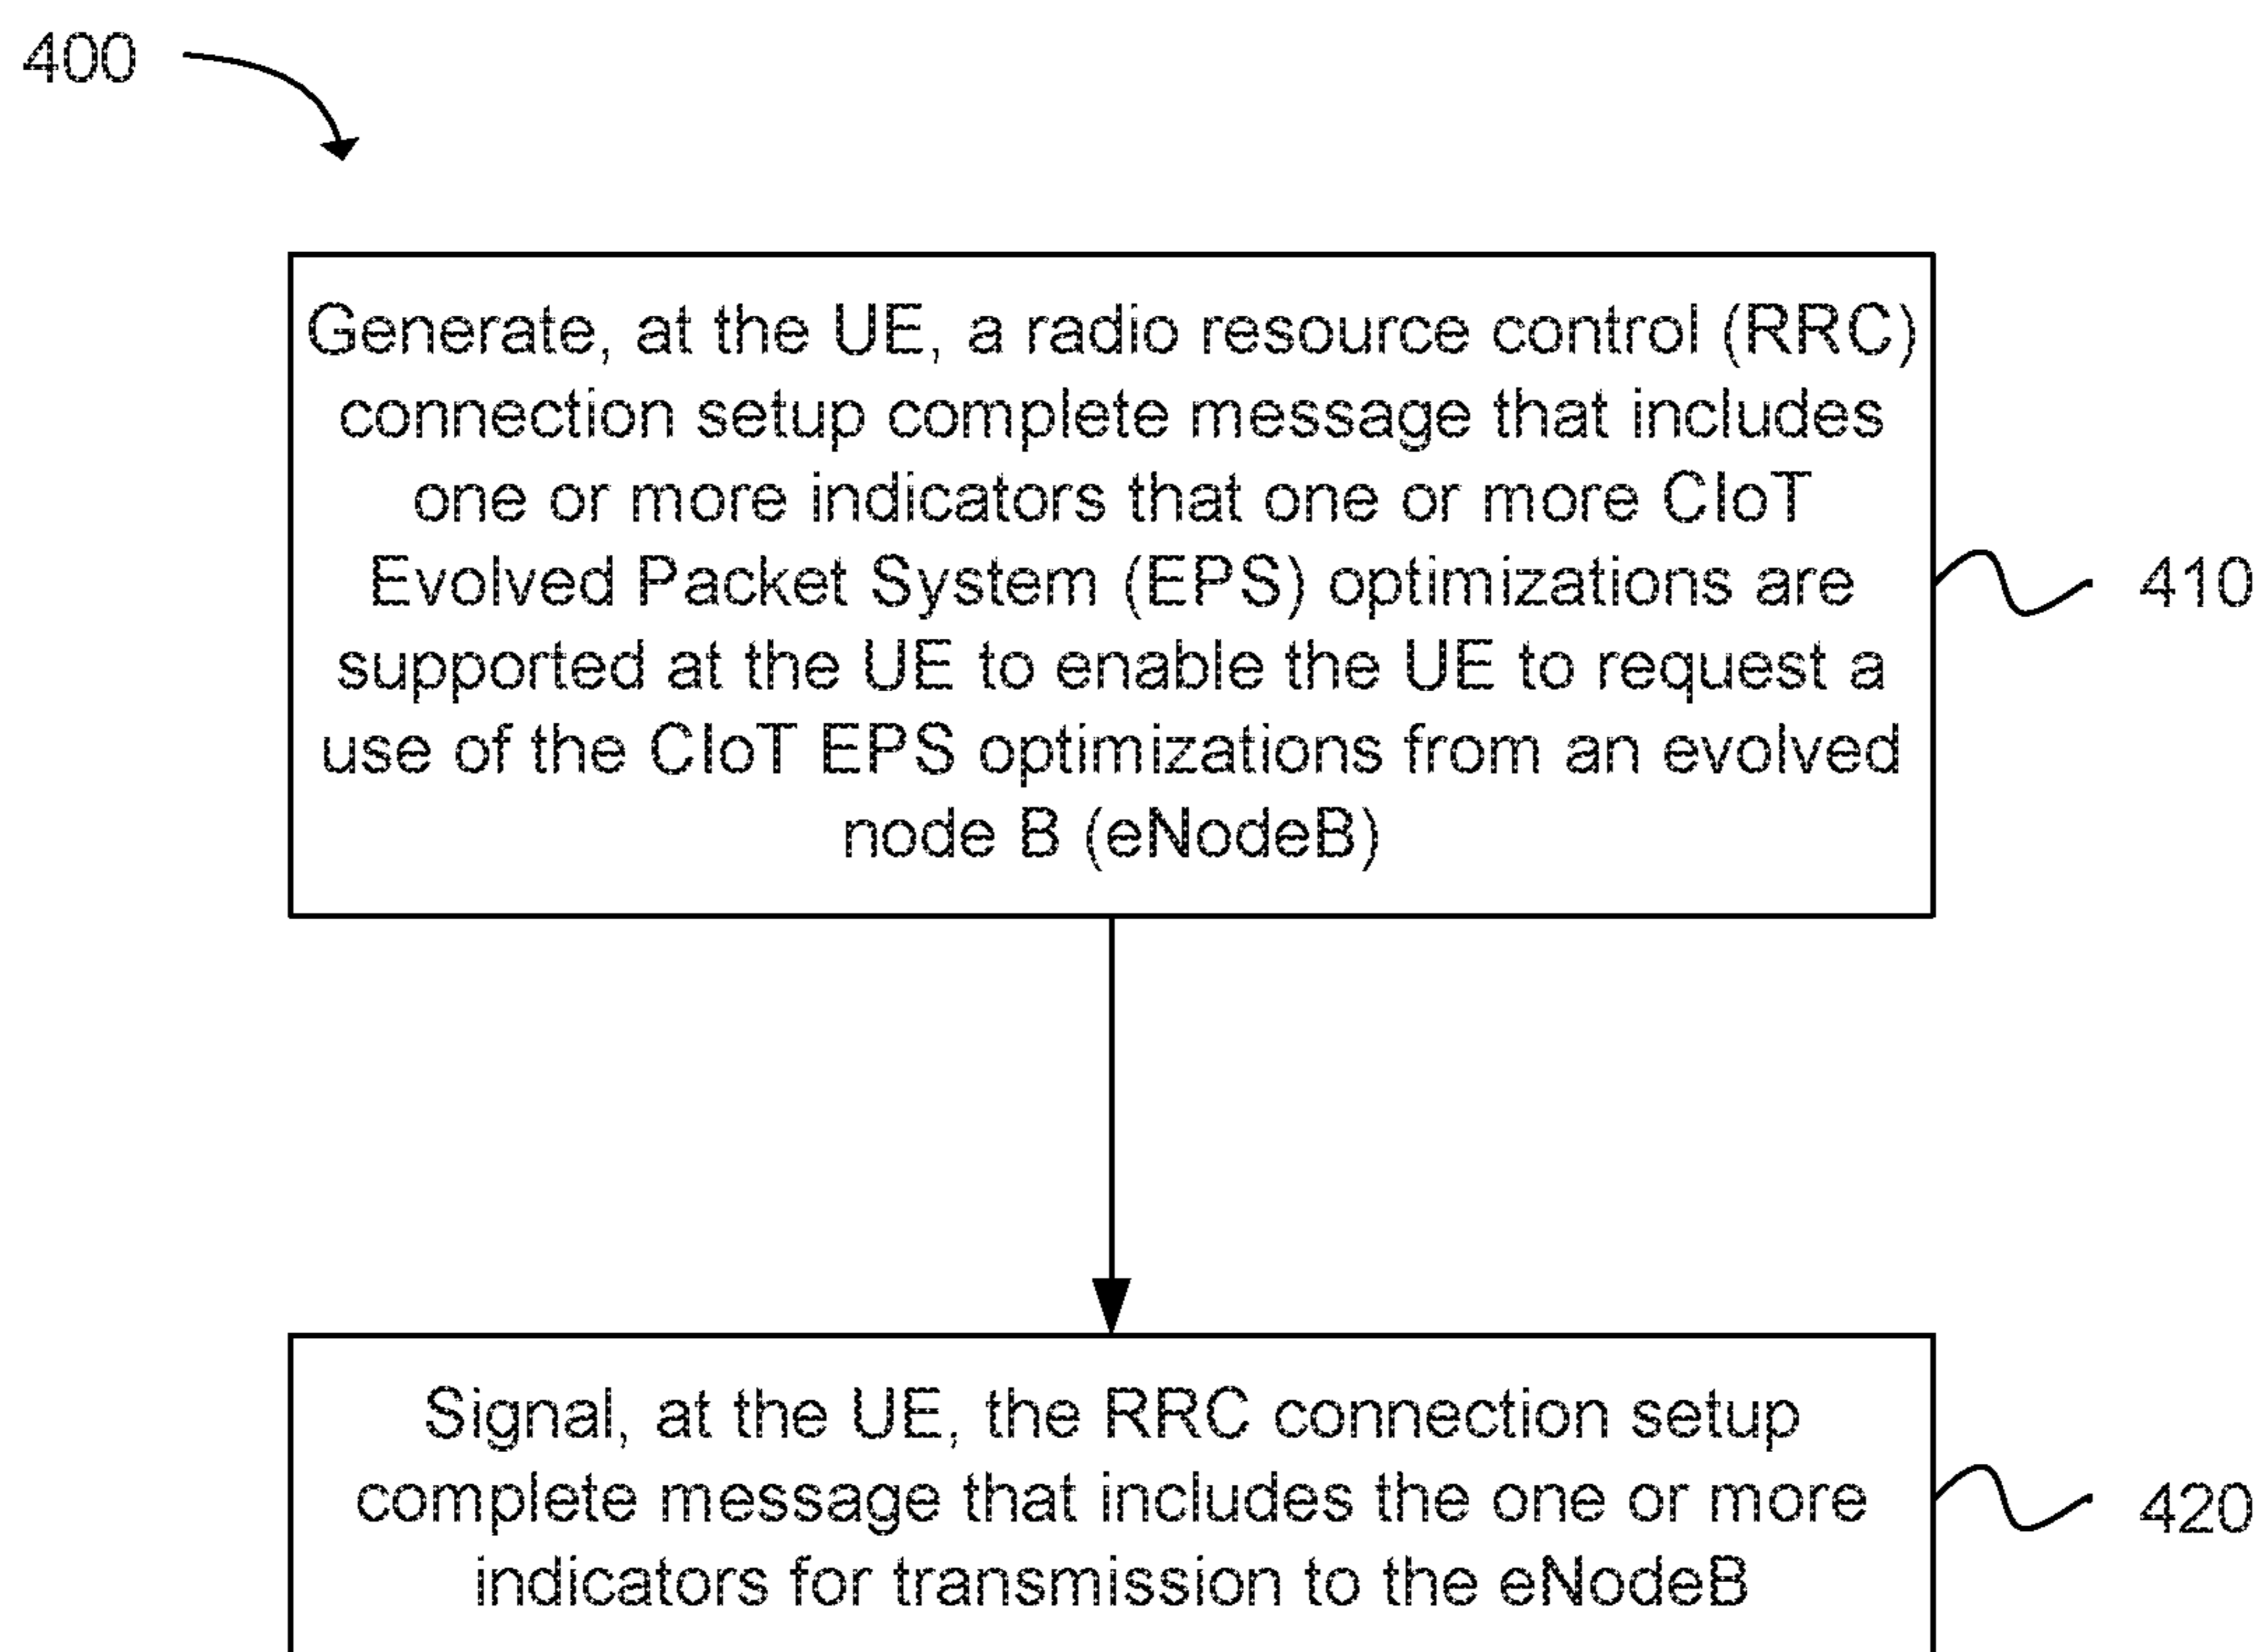 400
Generate, at the UE, a radio resource control (RRC)
connection setup complete message that includes
one or more indicators that one or more CIoT
Evolved Packet System (EPS) optimizations are
supported at the UE to enable the UE to request a
use of the CIoT EPS optimizations from an evolved
node B (eNodeB)
410
Signal, at the UE, the RRC connection setup
complete message that includes the one or more
indicators for transmission to the eNodeB
420